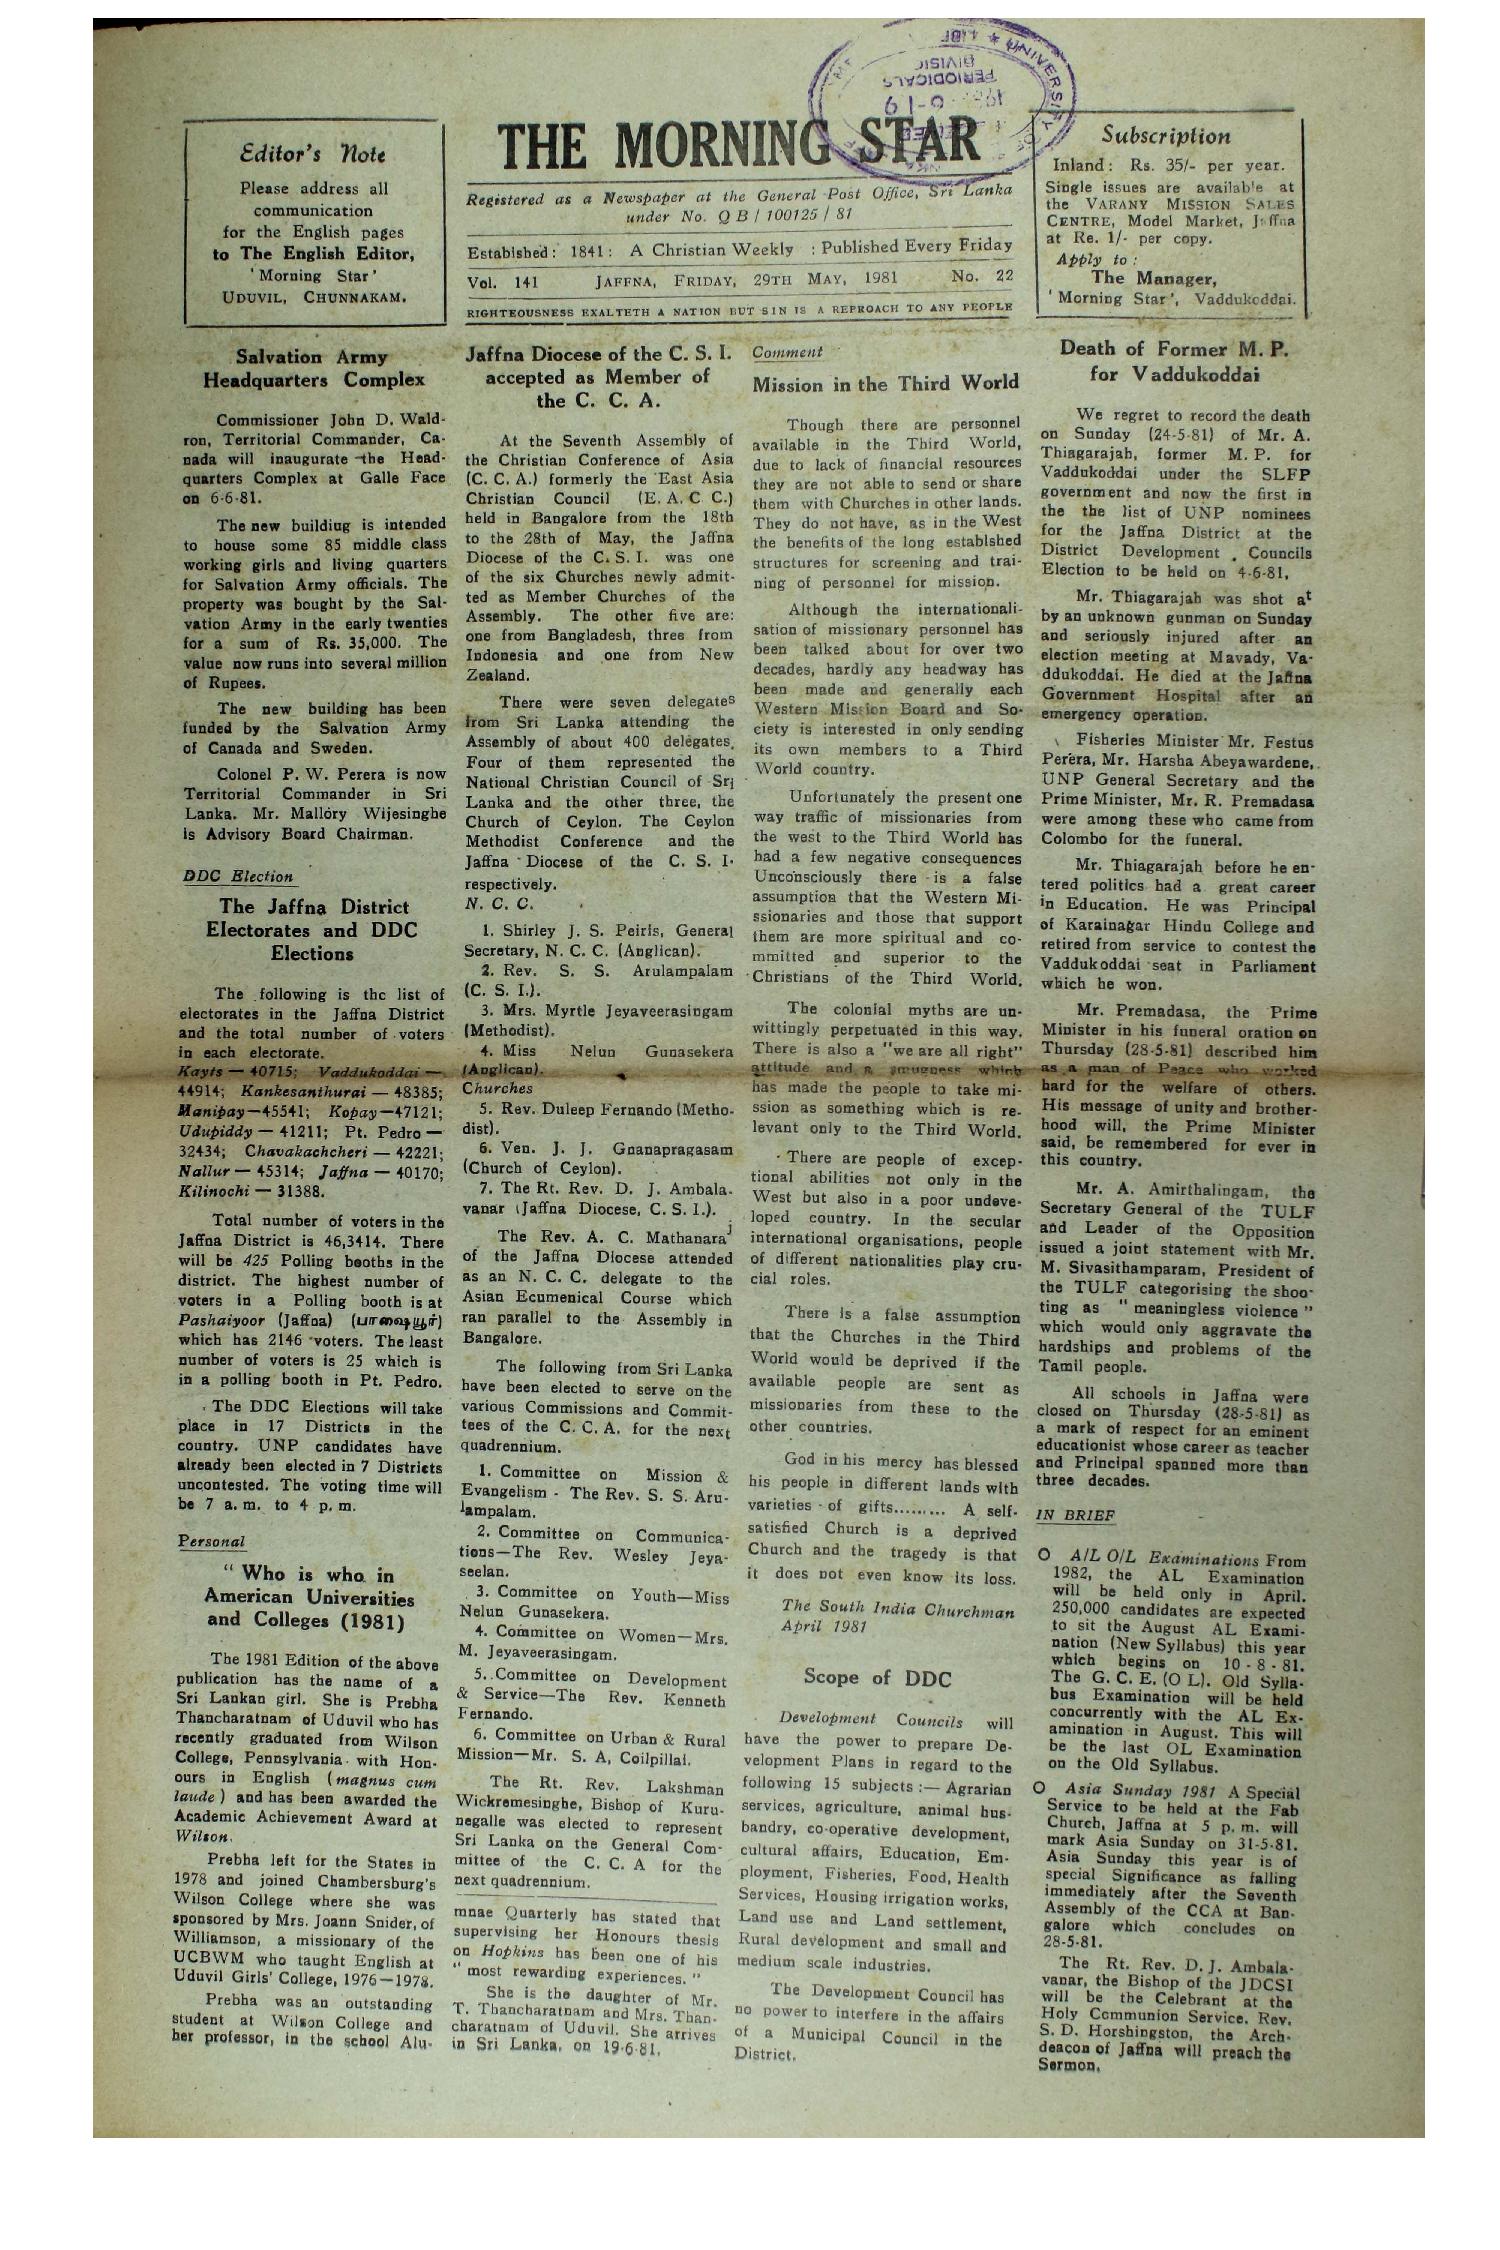 Editor's Note
Please address all
communication
for the English pages
to The English Editor,
'Morning Star'
UDUVIL, CHUNNAKAM.
THE MORNING STAR
Registered as a Newspaper at the General Post Office, Sri Lanka
under No. Q B / 100125 / 81
Established: 1841: A Christian Weekly : Published Every Friday
Vol. 141 JAFFNA, FRIDAY, 29TH MAY, 1981 No. 22
RIGHTEOUSNESS EXALTETH A NATION BUT SIN IS A REPROACH TO ANY PEOPLE
UNIVERSITY
PERIODICALS
Subscription
Inland: Rs. 35/- per year.
Single issues are available at
the VARANY MISSION SALES
CENTRE, Model Market, Jaffna
at Re. 1/- per copy.
Apply to:
The Manager,
'Morning Star', Vaddukoddai.
Salvation Army
Headquarters Complex
Commissioner John D. Wald-
ron, Territorial Commander, Ca-
nada will inaugurate the Head-
quarters Complex at Galle Face
on 6-6-81.
The new buildiug is intended
to house some 85 middle class
working girls and living quarters
for Salvation Army officials. The
property was bought by the Sal-
vation Army in the early twenties
for a sum of Rs. 35,000. The
value now runs into several million
of Rupees.
The new building has been
funded by the Salvation Army
of Canada and Sweden.
Colonel P. W. Perera is now
Territorial Commander in Sri
Lanka. Mr. Mallory Wijesinghe
is Advisory Board Chairman.
DDC Election
The Jaffna District
Electorates and DDC
Elections
The following is the list of
electorates in the Jaffna District
and the total number of voters
in each electorate.
Kayts — 40715; Vaddukoddai —
44914; Kankesanthurai — 48385;
Manipay—45541; Kopay—47121;
Udupiddy — 41211; Pt. Pedro —
32434; Chavakachcheri — 42221;
Nallur — 45314; Jaffna — 40170;
Kilinochi — 31388.
Total number of voters in the
Jaffna District is 46,3414. There
will be 425 Polling booths in the
district. The highest number of
voters in a Polling booth is at
Pashaiyoor (Jaffna) (பாஷையூர்)
which has 2146 voters. The least
number of voters is 25 which is
in a polling booth in Pt. Pedro.
The DDC Elections will take
place in 17 Districts in the
country. UNP candidates have
already been elected in 7 Districts
uncontested. The voting time will
be 7 a. m. to 4 p. m.
Personal
" Who is who in
American Universities
and Colleges (1981)
The 1981 Edition of the above
publication has the name of a
Sri Lankan girl. She is Prebha
Thancharatnam of Uduvil who has
recently graduated from Wilson
College, Pennsylvania with Hon-
ours in English (magnus cum
laude) and has been awarded the
Academic Achievement Award at
Wilson.
Prebha left for the States in
1978 and joined Chambersburg's
Wilson College where she was
sponsored by Mrs. Joann Snider, of
Williamson, a missionary of the
UCBWM who taught English at
Uduvil Girls' College, 1976—1978.
Prebha was an outstanding
student at Wilson College and
her professor, in the school Alu-
Jaffna Diocese of the C. S. I.
accepted as Member of
the C. C. A.
At the Seventh Assembly of
the Christian Conference of Asia
(C. C. A.) formerly the East Asia
Christian Council (E. A. C C.)
held in Bangalore from the 18th
to the 28th of May, the Jaffna
Diocese of the C. S. I. was one
of the six Churches newly admit-
ted as Member Churches of the
Assembly. The other five are:
one from Bangladesh, three from
Indonesia and one from New
Zealand.
There were seven delegates
from Sri Lanka attending the
Assembly of about 400 delegates.
Four of them represented the
National Christian Council of Sri
Lanka and the other three, the
Church of Ceylon. The Ceylon
Methodist Conference and the
Jaffna Diocese of the C. S. I.
respectively.
N. C. C.
1. Shirley J. S. Peiris, General
Secretary, N. C. C. (Anglican).
2. Rev. S. S. Arulampalam
(C. S. I.).
3. Mrs. Myrtle Jeyaveerasingam
(Methodist).
4. Miss Nelun Gunasekera
(Anglican).
Churches
5. Rev. Duleep Fernando (Metho-
dist).
6. Ven. J. J. Gnanapragasam
(Church of Ceylon).
7. The Rt. Rev. D. J. Ambala-
vanar (Jaffna Diocese, C. S. I.).
The Rev. A. C. Mathanaraj
of the Jaffna Diocese attended
as an N. C. C. delegate to the
Asian Ecumenical Course which
ran parallel to the Assembly in
Bangalore.
The following from Sri Lanka
have been elected to serve on the
various Commissions and Commit-
tees of the C. C. A. for the next
quadrennium.
1. Committee on Mission &
Evangelism - The Rev. S. S. Aru-
lampalam.
2. Committee on Communica-
tions—The Rev. Wesley Jeya-
seelan.
3. Committee on Youth—Miss
Nelun Gunasekera.
4. Committee on Women—Mrs.
M. Jeyaveerasingam.
5. Committee on Development
& Service—The Rev. Kenneth
Fernando.
6. Committee on Urban & Rural
Mission—Mr. S. A. Coilpillai.
The Rt. Rev. Lakshman
Wickremesinghe, Bishop of Kuru-
negalle was elected to represent
Sri Lanka on the General Com-
mittee of the C. C. A for the
next quadrennium.
mnae Quarterly has stated that
supervising her Honours thesis
on Hopkins has been one of his
" most rewarding experiences. "
She is the daughter of Mr.
T. Thancharatnam and Mrs. Than-
charatnam of Uduvil. She arrives
in Sri Lanka, on 19-6-81.
Comment
Mission in the Third World
Though there are personnel
available in the Third World,
due to lack of financial resources
they are not able to send or share
them with Churches in other lands.
They do not have, as in the West
the benefits of the long establshed
structures for screening and trai-
ning of personnel for mission.
Although the internationali-
sation of missionary personnel has
been talked about for over two
decades, hardly any headway has
been made and generally each
Western Mission Board and So-
ciety is interested in only sending
its own members to a Third
World country.
Unfortunately the present one
way traffic of missionaries from
the west to the Third World has
had a few negative consequences
Unconsciously there is a false
assumption that the Western Mi-
ssionaries and those that support
them are more spiritual and co-
mmitted and superior to the
Christians of the Third World.
The colonial myths are un-
wittingly perpetuated in this way.
There is also a "we are all right"
attitude and a smugness which
has made the people to take mi-
ssion as something which is re-
levant only to the Third World.
There are people of excep-
tional abilities not only in the
West but also in a poor undeve-
loped country. In the secular
international organisations, people
of different nationalities play cru-
cial roles.
There is a false assumption
that the Churches in the Third
World would be deprived if the
available people are sent as
missionaries from these to the
other countries.
God in his mercy has blessed
his people in different lands with
varieties of gifts......... A self-
satisfied Church is a deprived
Church and the tragedy is that
it does not even know its loss.
The South India Churchman
April 1981
Scope of DDC
Development Councils will
have the power to prepare De-
velopment Plans in regard to the
following 15 subjects :— Agrarian
services, agriculture, animal hus-
bandry, co-operative development,
cultural affairs, Education, Em-
ployment, Fisheries, Food, Health
Services, Housing irrigation works,
Land use and Land settlement,
Rural development and small and
medium scale industries.
The Development Council has
no power to interfere in the affairs
of a Municipal Council in the
District.
Death of Former M. P.
for Vaddukoddai
We regret to record the death
on Sunday (24-5-81) of Mr. A.
Thiagarajah, former M. P. for
Vaddukoddai under the SLFP
government and now the first in
the the list of UNP nominees
for the Jaffna District at the
District Development Councils
Election to be held on 4-6-81.
Mr. Thiagarajah was shot at
by an unknown gunman on Sunday
and seriously injured after an
election meeting at Mavady, Va-
ddukoddai. He died at the Jaffna
Government Hospital after an
emergency operation.
Fisheries Minister Mr. Festus
Perera, Mr. Harsha Abeyawardene,
UNP General Secretary and the
Prime Minister, Mr. R. Premadasa
were among these who came from
Colombo for the funeral.
Mr. Thiagarajah before he en-
tered politics had a great career
in Education. He was Principal
of Karainagar Hindu College and
retired from service to contest the
Vaddukoddai seat in Parliament
which he won.
Mr. Premadasa, the Prime
Minister in his funeral oration on
Thursday (28-5-81) described him
as a man of Peace who worked
hard for the welfare of others.
His message of unity and brother-
hood will, the Prime Minister
said, be remembered for ever in
this country.
Mr. A. Amirthalingam, the
Secretary General of the TULF
and Leader of the Opposition
issued a joint statement with Mr.
M. Sivasithamparam, President of
the TULF categorising the shoo-
ting as " meaningless violence "
which would only aggravate the
hardships and problems of the
Tamil people.
All schools in Jaffna were
closed on Thursday (28-5-81) as
a mark of respect for an eminent
educationist whose career as teacher
and Principal spanned more than
three decades.
IN BRIEF
O A/L O/L Examinations From
1982, the AL Examination
will be held only in April.
250,000 candidates are expected
to sit the August AL Exami-
nation (New Syllabus) this year
which begins on 10 - 8 - 81.
The G. C. E. (O L). Old Sylla-
bus Examination will be held
concurrently with the AL Ex-
amination in August. This will
be the last OL Examination
on the Old Syllabus.
O Asia Sunday 1981 A Special
Service to be held at the Fab
Church, Jaffna at 5 p. m. will
mark Asia Sunday on 31-5-81.
Asia Sunday this year is of
special Significance as falling
immediately after the Seventh
Assembly of the CCA at Ban-
galore which concludes on
28-5-81.
The Rt. Rev. D. J. Ambala-
vanar, the Bishop of the JDCSI
will be the Celebrant at the
Holy Communion Service. Rev.
S. D. Horshington, the Arch-
deacon of Jaffna will preach the
Sermon.